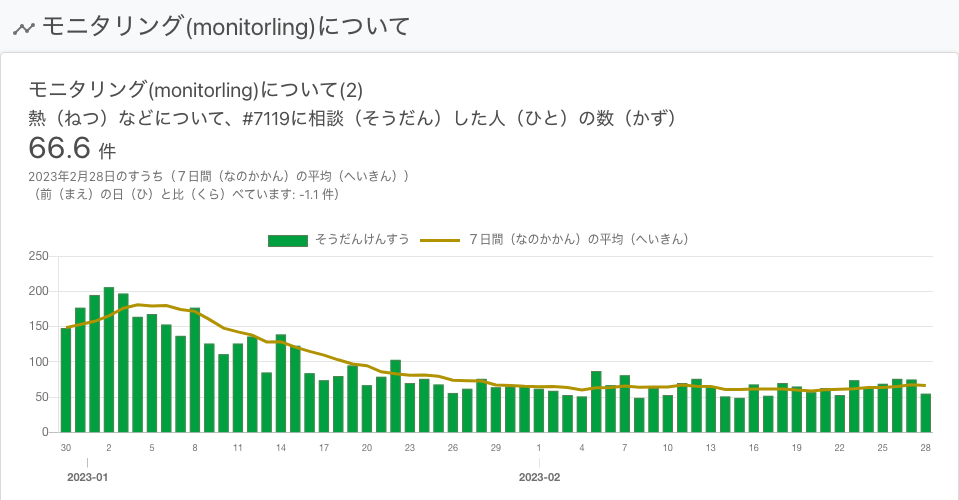 モニタリング(monitorling)について
モニタリング(monitorling)について(2)
熱（ねつ）などについて、#7119に相談（そうだん）した人（ひと）の数（かず）
66.6 件
2023年2月28日のすうち（７日間（なのかかん）の平均（へいきん））
（前（まえ）の日（ひ）と比（くら）べています: -1.1 件）
そうだんけんすう ７日間（なのかかん）の平均（へいきん）
250
200
150
100
50
0
30 2 5 8 11 14 17 20 23 26 29 1 4 7 10 13 16 19 22 25 28
2023-01 2023-02